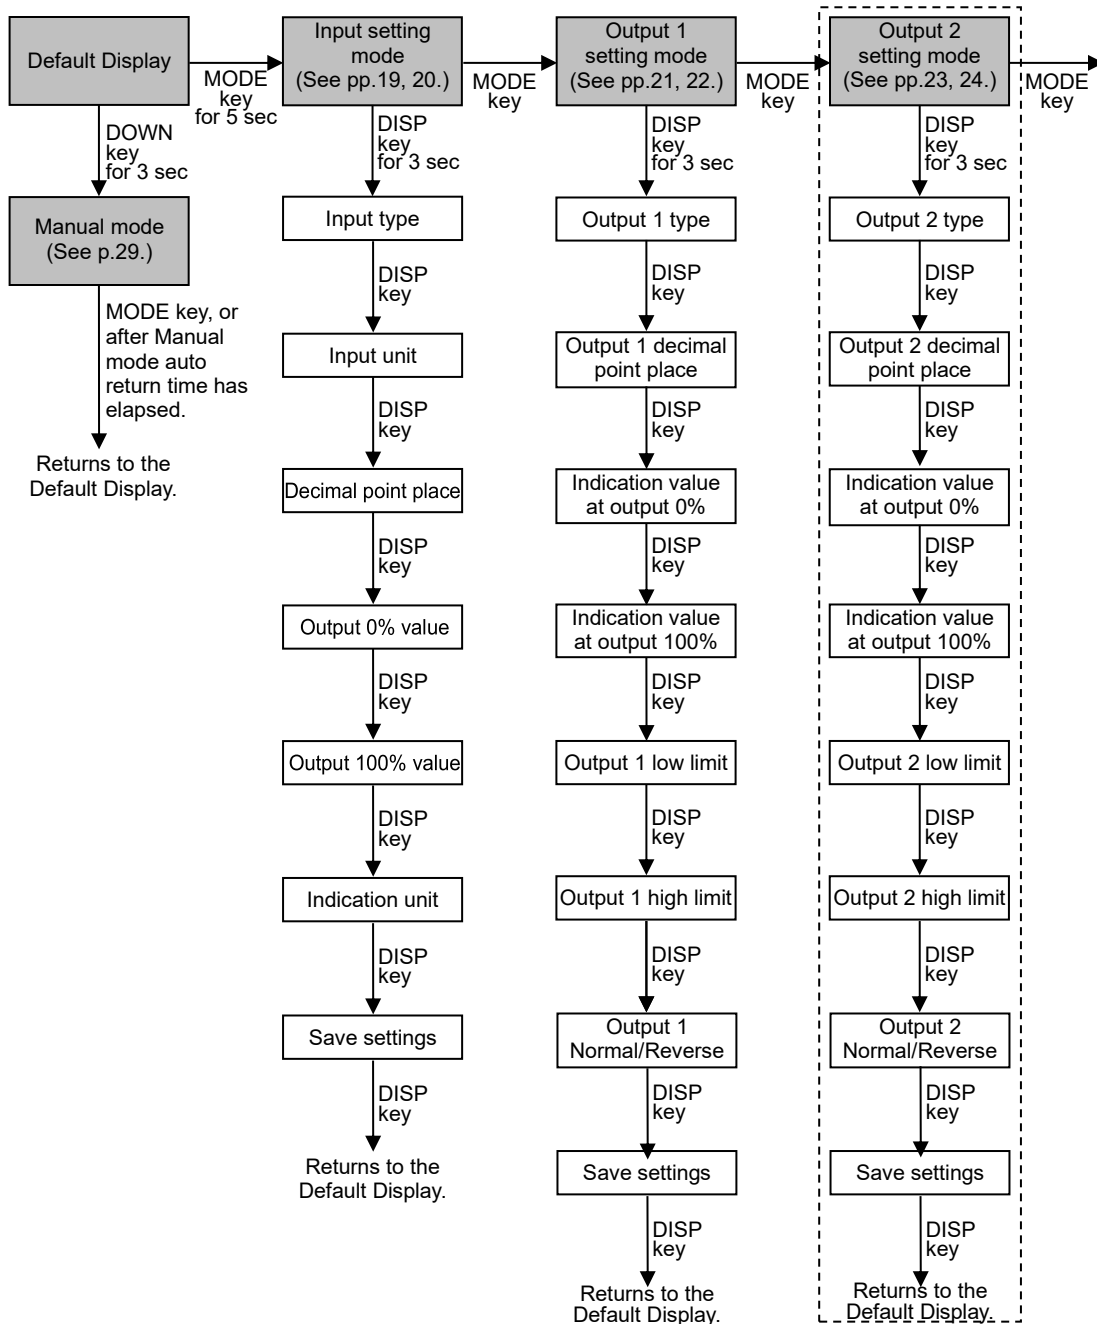 Default Display
MODE
key
for 5 sec
Input setting
mode
(See pp.19, 20.)
MODE
key
Output 1
setting mode
(See pp.21, 22.)
MODE
key
Output 2
setting mode
(See pp.23, 24.)
MODE
key
DOWN
key
for 3 sec
Manual mode
(See p.29.)
MODE key, or
after Manual
mode auto
return time has
elapsed.
Returns to the
Default Display.
DISP
key
for 3 sec
Input type
DISP
key
Input unit
DISP
key
Decimal point place
DISP
key
Output 0% value
DISP
key
Output 100% value
DISP
key
Indication unit
DISP
key
Save settings
DISP
key
Returns to the
Default Display.
DISP
key
for 3 sec
Output 1 type
DISP
key
Output 1 decimal
point place
DISP
key
Indication value
at output 0%
DISP
key
Indication value
at output 100%
DISP
key
Output 1 low limit
DISP
key
Output 1 high limit
DISP
key
Output 1
Normal/Reverse
DISP
key
Save settings
DISP
key
Returns to the
Default Display.
DISP
key
for 3 sec
Output 2 type
DISP
key
Output 2 decimal
point place
DISP
key
Indication value
at output 0%
DISP
key
Indication value
at output 100%
DISP
key
Output 2 low limit
DISP
key
Output 2 high limit
DISP
key
Output 2
Normal/Reverse
DISP
key
Save settings
DISP
key
Returns to the
Default Display.